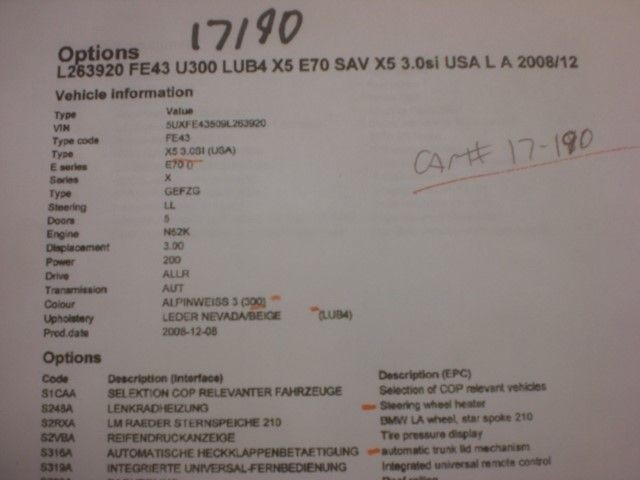 17190
Options
L263920 FE43 U300 LUB4 X5 E70 SAV X5 3.0si USA L A 2008/12
Vehicle information
Type Value
VIN 5UXFE43509L263920
Type code FE43
Type X5 3.0SI (USA)
Car# 17-190
E series E70 ()
Series X
Type GEFZG
Steering LL
Doors 5
Engine N52K
Displacement 3.00
Power 200
Drive ALLR
Transmission AUT
Colour ALPINWEISS 3 (300)
Upholstery LEDER NEVADA/BEIGE (LUB4)
Prod.date 2008-12-08
Options
Code Description (Interface) Description (EPC)
S1CAA SELEKTION COP RELEVANTER FAHRZEUGE Selection of COP relevant vehicles
S248A LENKRADHEIZUNG Steering wheel heater
S2RXA LM RAEDER STERNSPEICHE 210 BMW LA wheel, star spoke 210
S2VBA REIFENDRUCKANZEIGE Tire pressure display
S316A AUTOMATISCHE HECKKLAPPENBETAETIGUNG automatic trunk lid mechanism
S319A INTEGRIERTE UNIVERSAL-FERNBEDIENUNG Integrated universal remote control